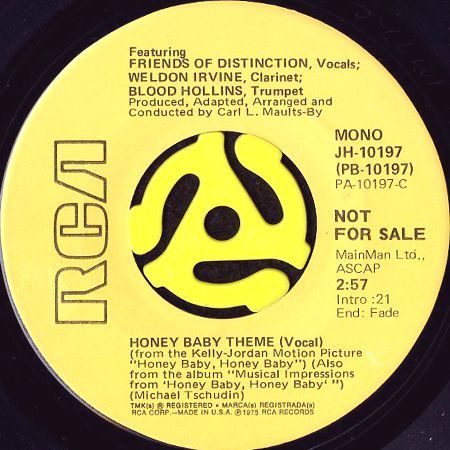 Featuring
FRIENDS OF DISTINCTION, Vocals;
WELDON IRVINE, Clarinet;
BLOOD HOLLINS, Trumpet
Produced, Adapted, Arranged and
Conducted by Carl L. Maults-By
RCA
MONO
JH-10197
(PB-10197)
PA-10197-C
NOT
FOR SALE
MainMan Ltd.,
ASCAP
2:57
Intro :21
End: Fade
HONEY BABY THEME (Vocal)
(from the Kelly-Jordan Motion Picture
"Honey Baby, Honey Baby") (Also
from the album "Musical Impressions
from 'Honey Baby, Honey Baby' ")
(Michael Tschudin)
TMK(s) ® REGISTERED • MARCA(s) REGISTRADA(s)
RCA CORP.—MADE IN U.S.A. ℗ 1975 RCA RECORDS